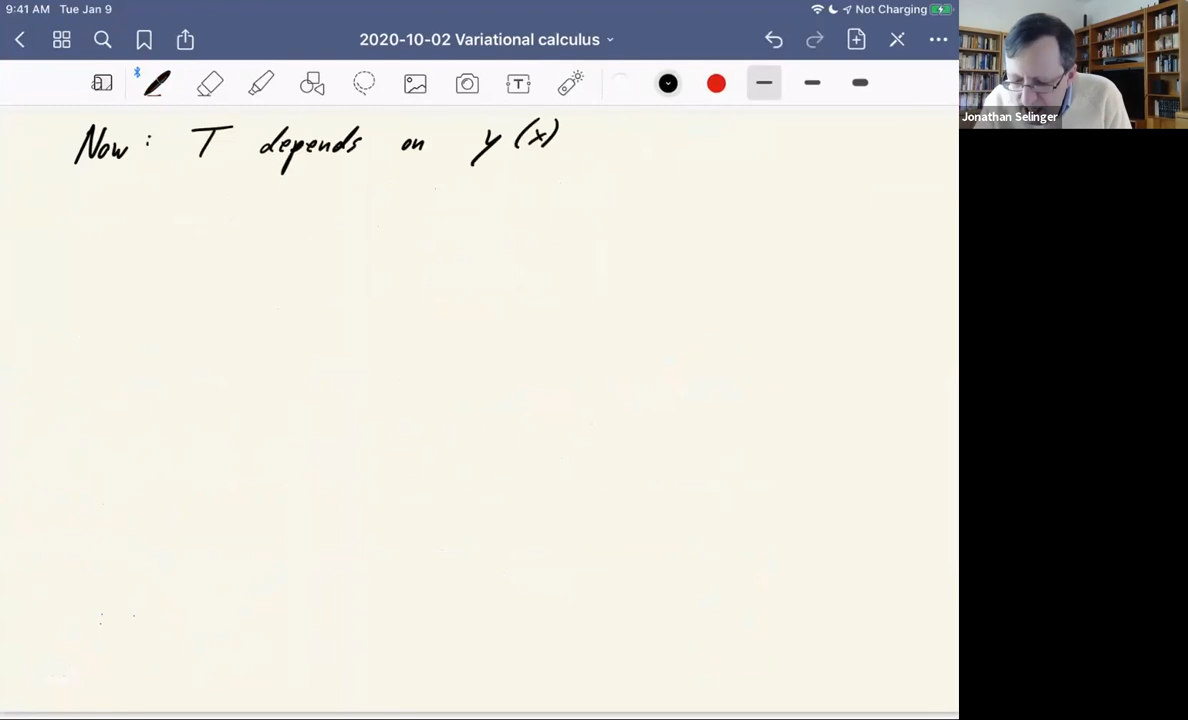 9:41 AM Tue Jan 9
Not Charging
2020-10-02 Variational calculus
T
Jonathan Selinger
Now: T depends on y(x)